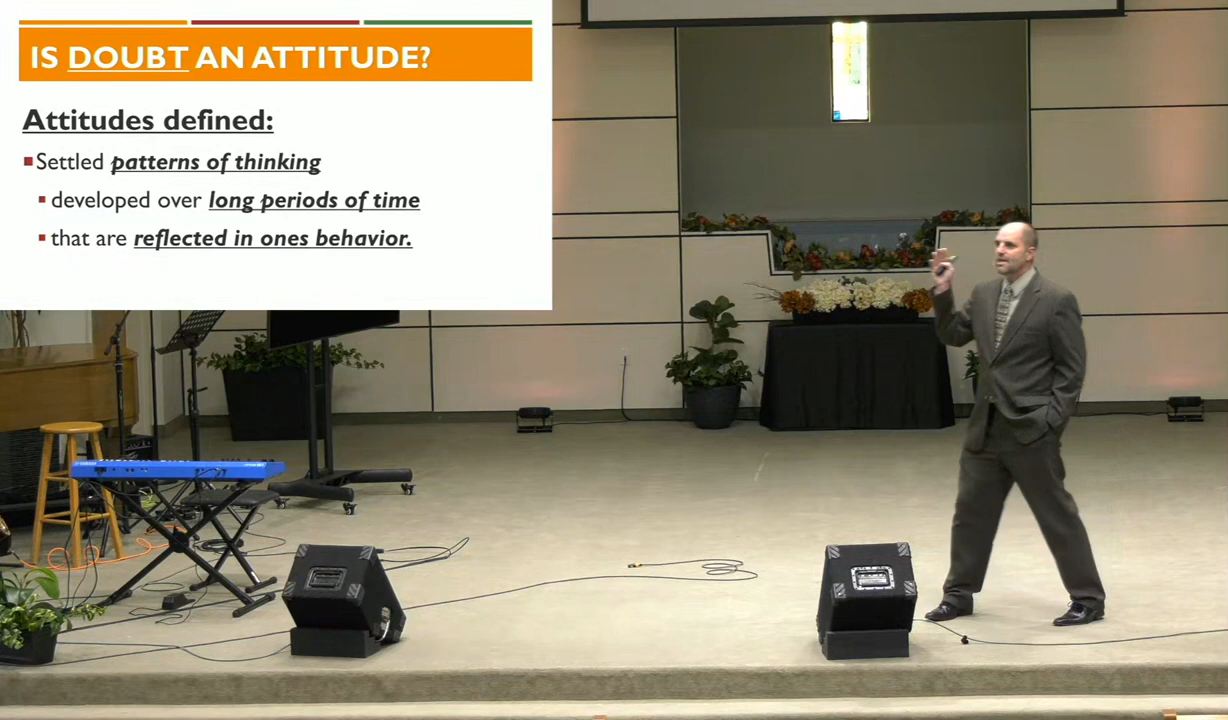 IS DOUBT AN ATTITUDE?
Attitudes defined:
Settled patterns of thinking
developed over long periods of time
that are reflected in ones behavior.